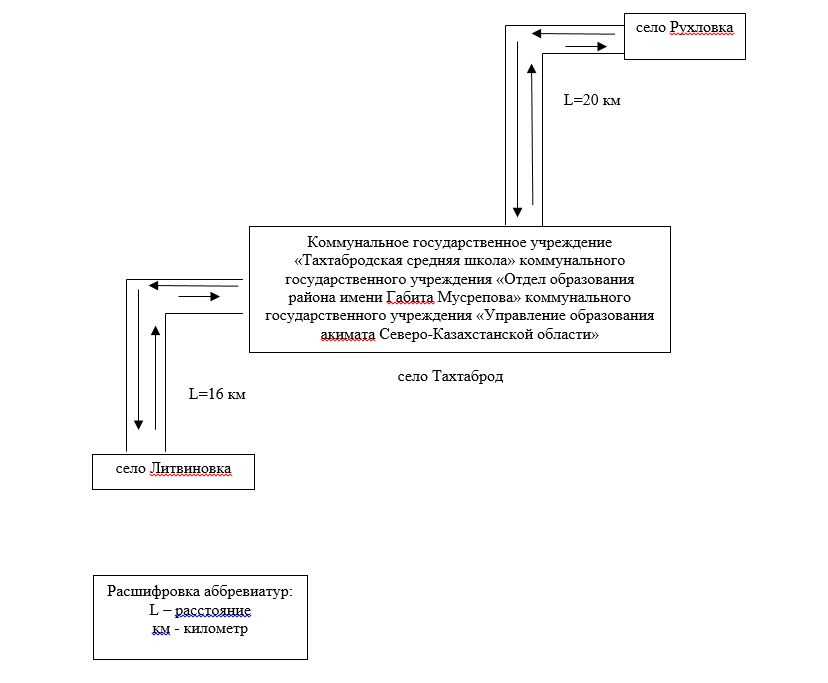 село Рухловка
L=20 км
Коммунальное государственное учреждение
«Тахтабродская средняя школа» коммунального
государственного учреждения «Отдел образования
района имени Габита Мусрепова» коммунального
государственного учреждения «Управление образования
акимата Северо-Казахстанской области»
село Тахтаброд
L=16 км
село Литвиновка
Расшифровка аббревиатур:
L – расстояние
км - километр